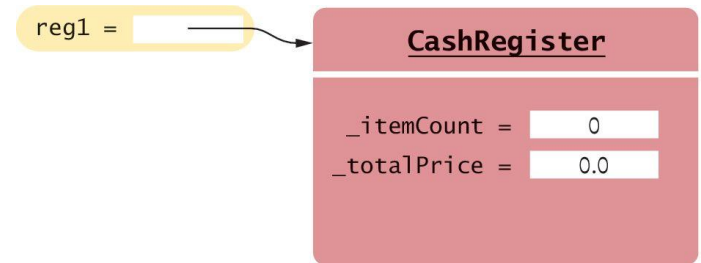 reg1 =
CashRegister
_itemCount = 0
_totalPrice = 0.0